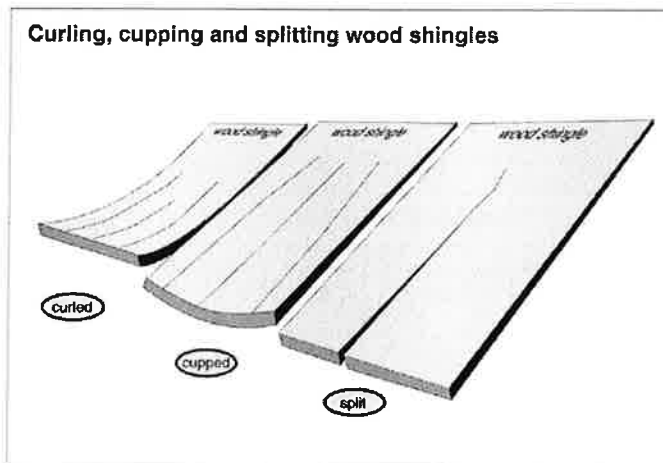 Curling, cupping and splitting wood shingles
wood shingle
wood shingle
wood shingle
curled
cupped
split